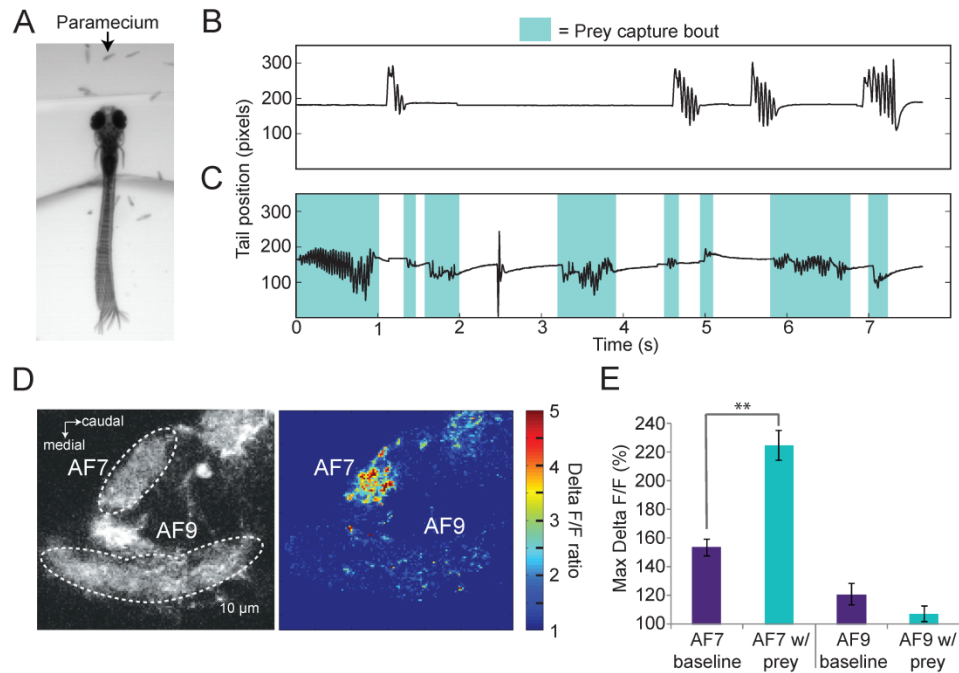 A
Paramecium
B
= Prey capture bout
300
200
100
C
300
200
100
Tail position (pixels)
0 1 2 3 4 5 6 7
Time (s)
D
caudal
medial
AF7
AF9
10 µm
AF7
AF9
5
4
3
2
1
Delta F/F ratio
E
**
240
220
200
180
160
140
120
100
Max Delta F/F (%)
AF7 baseline
AF7 w/ prey
AF9 baseline
AF9 w/ prey